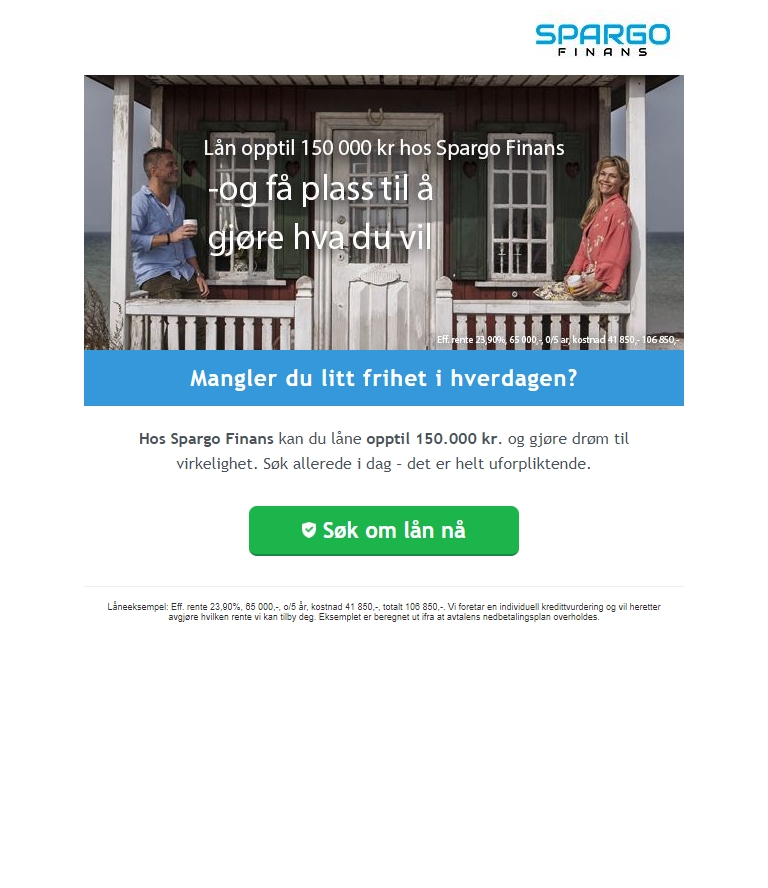 SPARGO
FINANS
Lån opptil 150 000 kr hos Spargo Finans
-og få plass til å
gjøre hva du vil
Eff. rente 23,90%, 65 000,-, 0/5 ar, kostnad 41 850,- 106 850,-
Mangler du litt frihet i hverdagen?
Hos Spargo Finans kan du låne opptil 150.000 kr. og gjøre drøm til
virkelighet. Søk allerede i dag – det er helt uforpliktende.
Søk om lån nå
Låneeksempel: Eff. rente 23,90%, 65 000,-, o/5 år, kostnad 41 850,-, totalt 106 850,-. Vi foretar en individuell kredittvurdering og vil heretter
avgjøre hvilken rente vi kan tilby deg. Eksemplet er beregnet ut ifra at avtalens nedbetalingsplan overholdes.